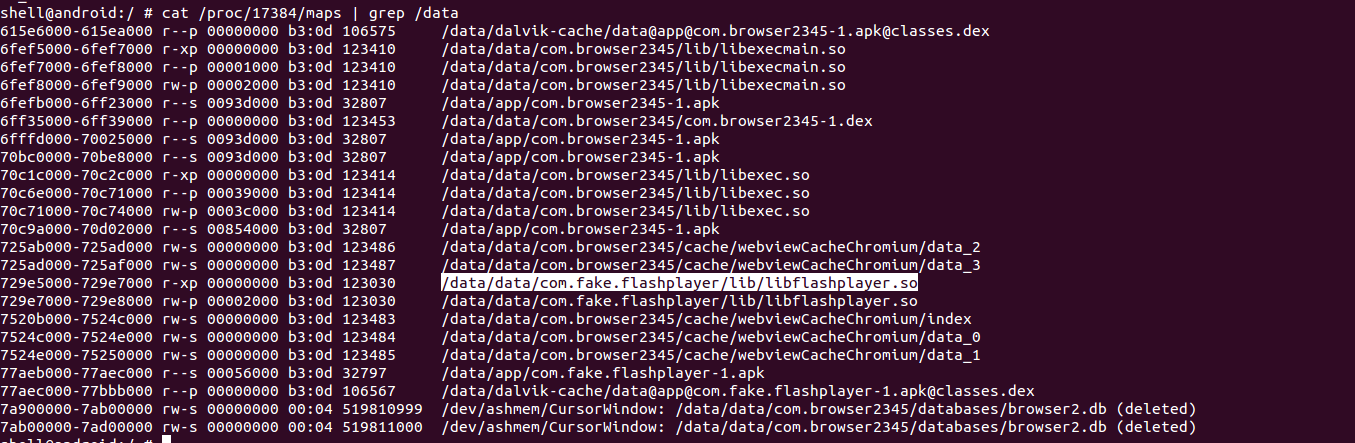 shell@android:/ # cat /proc/17384/maps | grep /data
615e6000-615ea000 r--p 00000000 b3:0d 106575 /data/dalvik-cache/data@app@com.browser2345-1.apk@classes.dex
6fef5000-6fef7000 r-xp 00000000 b3:0d 123410 /data/data/com.browser2345/lib/libexecmain.so
6fef7000-6fef8000 r--p 00001000 b3:0d 123410 /data/data/com.browser2345/lib/libexecmain.so
6fef8000-6fef9000 rw-p 00002000 b3:0d 123410 /data/data/com.browser2345/lib/libexecmain.so
6fefb000-6ff23000 r--s 0093d000 b3:0d 32807 /data/app/com.browser2345-1.apk
6ff35000-6ff39000 r--p 00000000 b3:0d 123453 /data/data/com.browser2345/com.browser2345-1.dex
6fffd000-70025000 r--s 0093d000 b3:0d 32807 /data/app/com.browser2345-1.apk
70bc0000-70be8000 r--s 0093d000 b3:0d 32807 /data/app/com.browser2345-1.apk
70c1c000-70c2c000 r-xp 00000000 b3:0d 123414 /data/data/com.browser2345/lib/libexec.so
70c6e000-70c71000 r--p 00039000 b3:0d 123414 /data/data/com.browser2345/lib/libexec.so
70c71000-70c74000 rw-p 0003c000 b3:0d 123414 /data/data/com.browser2345/lib/libexec.so
70c9a000-70d02000 r--s 00854000 b3:0d 32807 /data/app/com.browser2345-1.apk
725ab000-725ad000 rw-s 00000000 b3:0d 123486 /data/data/com.browser2345/cache/webviewCacheChromium/data_2
725ad000-725af000 rw-s 00000000 b3:0d 123487 /data/data/com.browser2345/cache/webviewCacheChromium/data_3
729e5000-729e7000 r-xp 00000000 b3:0d 123030 /data/data/com.fake.flashplayer/lib/libflashplayer.so
729e7000-729e8000 rw-p 00002000 b3:0d 123030 /data/data/com.fake.flashplayer/lib/libflashplayer.so
7520b000-7524c000 rw-s 00000000 b3:0d 123483 /data/data/com.browser2345/cache/webviewCacheChromium/index
7524c000-7524e000 rw-s 00000000 b3:0d 123484 /data/data/com.browser2345/cache/webviewCacheChromium/data_0
7524e000-75250000 rw-s 00000000 b3:0d 123485 /data/data/com.browser2345/cache/webviewCacheChromium/data_1
77aeb000-77aec000 r--s 00056000 b3:0d 32797 /data/app/com.fake.flashplayer-1.apk
77aec000-77bbb000 r--p 00000000 b3:0d 106567 /data/dalvik-cache/data@app@com.fake.flashplayer-1.apk@classes.dex
7a900000-7ab00000 rw-s 00000000 00:04 519810999 /dev/ashmem/CursorWindow: /data/data/com.browser2345/databases/browser2.db (deleted)
7ab00000-7ad00000 rw-s 00000000 00:04 519811000 /dev/ashmem/CursorWindow: /data/data/com.browser2345/databases/browser2.db (deleted)
shell@android:/ #